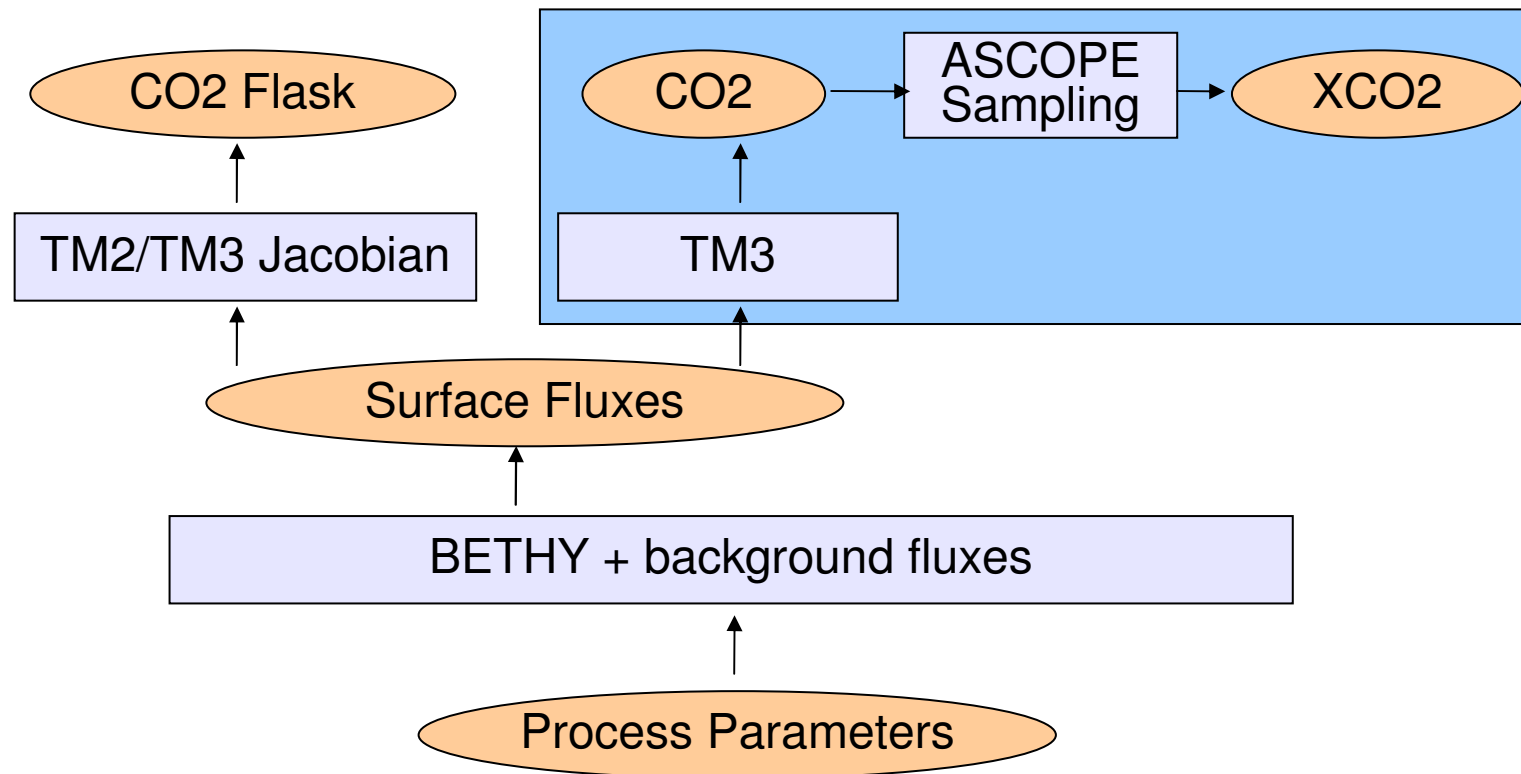 CO2 Flask
CO2
ASCOPE
Sampling
XCO2
TM2/TM3 Jacobian
TM3
Surface Fluxes
BETHY + background fluxes
Process Parameters